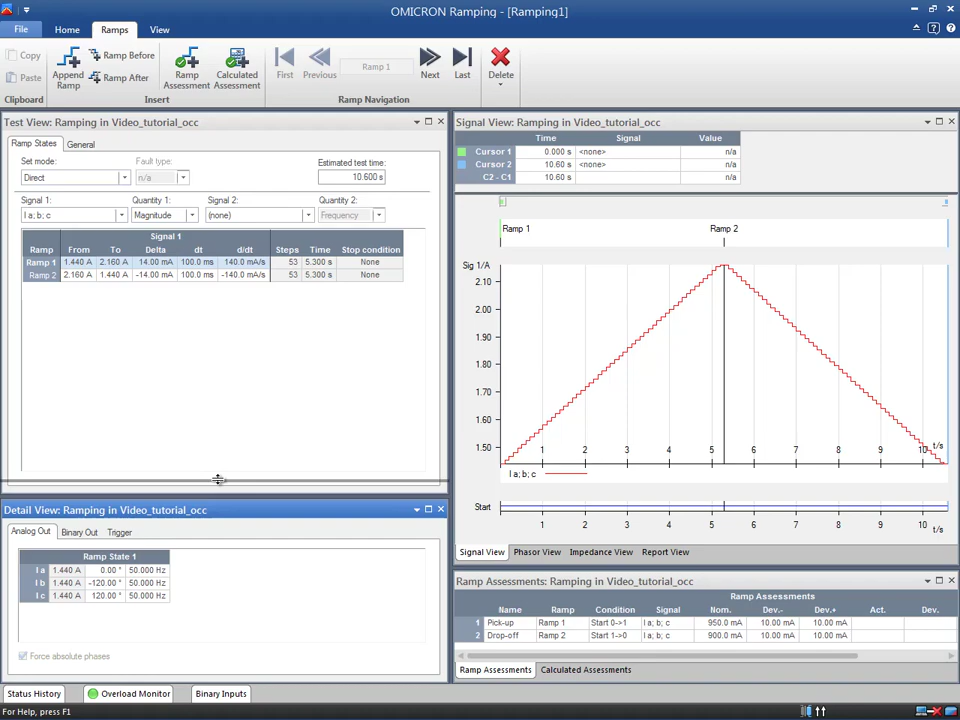 OMICRON Ramping - [Ramping1]
File Home Ramps View
Copy
Paste
Clipboard
Append Ramp
Ramp Before
Ramp After
Ramp Assessment
Calculated Assessment
Insert
First
Previous
Ramp 1
Next
Last
Ramp Navigation
Delete
Test View: Ramping in Video_tutorial_occ
Ramp States General
Set mode: Fault type: Estimated test time:
Direct n/a 10.600 s
Signal 1: Quantity 1: Signal 2: Quantity 2:
I a; b; c Magnitude (none) Frequency
Signal 1
Ramp From To Delta dt d/dt Steps Time Stop condition
Ramp 1 1.440 A 2.160 A 14.00 mA 100.0 ms 140.0 mA/s 53 5.300 s None
Ramp 2 2.160 A 1.440 A -14.00 mA 100.0 ms -140.0 mA/s 53 5.300 s None
Detail View: Ramping in Video_tutorial_occ
Analog Out Binary Out Trigger
Ramp State 1
I a 1.440 A 0.00 ° 50.000 Hz
I b 1.440 A -120.00 ° 50.000 Hz
I c 1.440 A 120.00 ° 50.000 Hz
Force absolute phases
Signal View: Ramping in Video_tutorial_occ
Time Signal Value
Cursor 1 0.000 s <none> n/a
Cursor 2 10.60 s <none> n/a
C2 - C1 10.60 s n/a
Ramp 1 Ramp 2
Sig 1/A
2.10
2.00
1.90
1.80
1.70
1.60
1.50
1 2 3 4 5 6 7 8 9 10 t/s
I a; b; c
Start
1 2 3 4 5 6 7 8 9 10 t/s
Signal View Phasor View Impedance View Report View
Ramp Assessments: Ramping in Video_tutorial_occ
Ramp Assessments
Name Ramp Condition Signal Nom. Dev.- Dev.+ Act. Dev.
1 Pick-up Ramp 1 Start 0->1 I a; b; c 950.0 mA 10.00 mA 10.00 mA
2 Drop-off Ramp 2 Start 1->0 I a; b; c 900.0 mA 10.00 mA 10.00 mA
Ramp Assessments Calculated Assessments
Status History Overload Monitor Binary Inputs
For Help, press F1